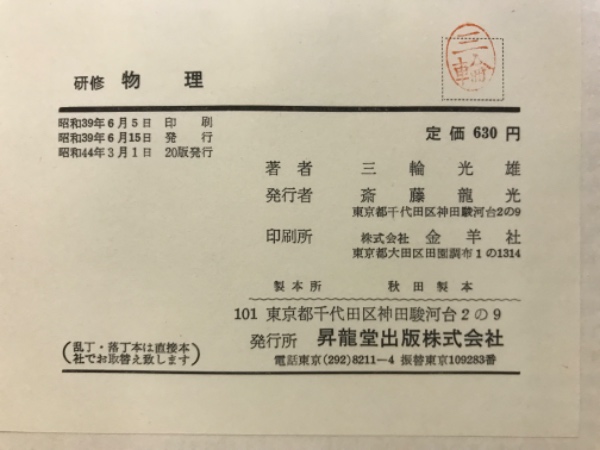 三輪
研修 物理
昭和39年6月5日 印刷
昭和39年6月15日 発行
昭和44年3月1日 20版発行
定価 630 円
著者 三輪光雄
発行者 斎藤龍光
東京都千代田区神田駿河台2の9
印刷所 株式会社 金羊社
東京都大田区田園調布1の1314
製本所 秋田製本
101 東京都千代田区神田駿河台2の9
発行所 昇龍堂出版株式会社
電話東京(292)8211―4 振替東京109283番
(乱丁・落丁本は直接本
社でお取替え致します)